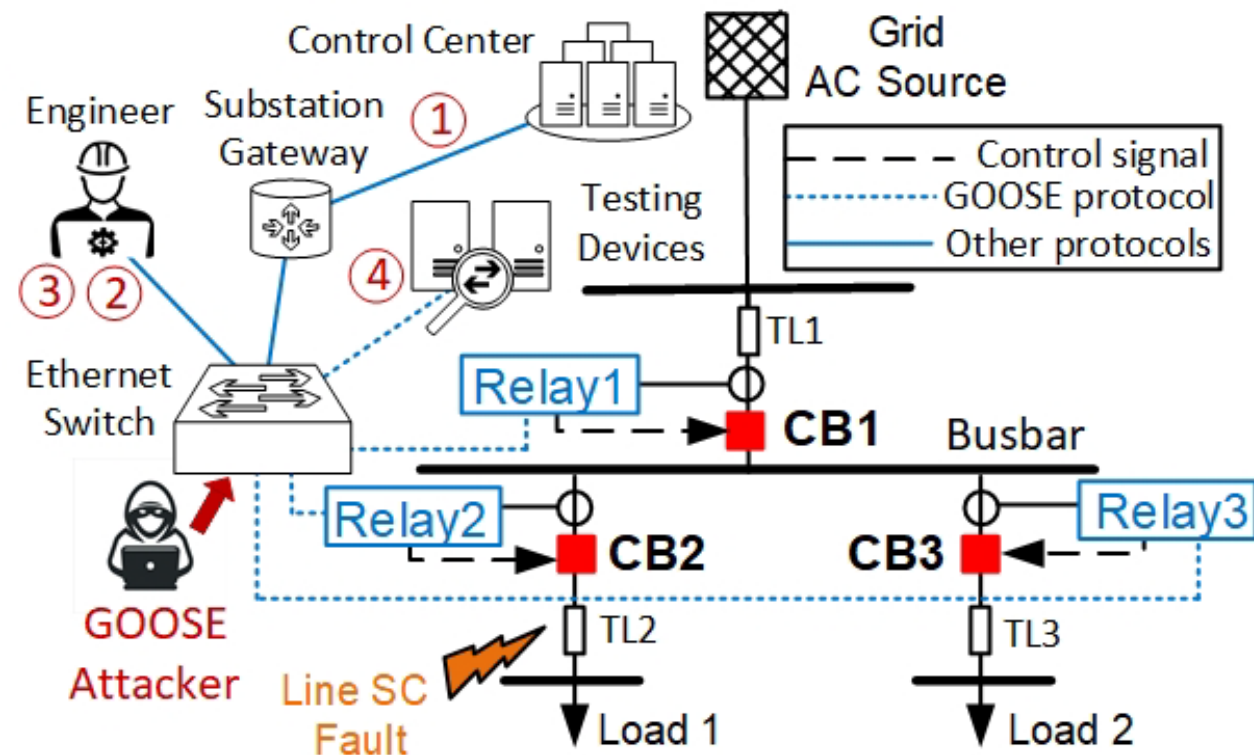 Control Center
Grid
AC Source
Engineer
Substation
Gateway
①
Control signal
GOOSE protocol
Other protocols
Testing
Devices
③ ②
④
TL1
Ethernet
Switch
Relay1
CB1
Busbar
Relay2
CB2
CB3
Relay3
GOOSE
Attacker
TL2
TL3
Line SC
Fault
Load 1
Load 2